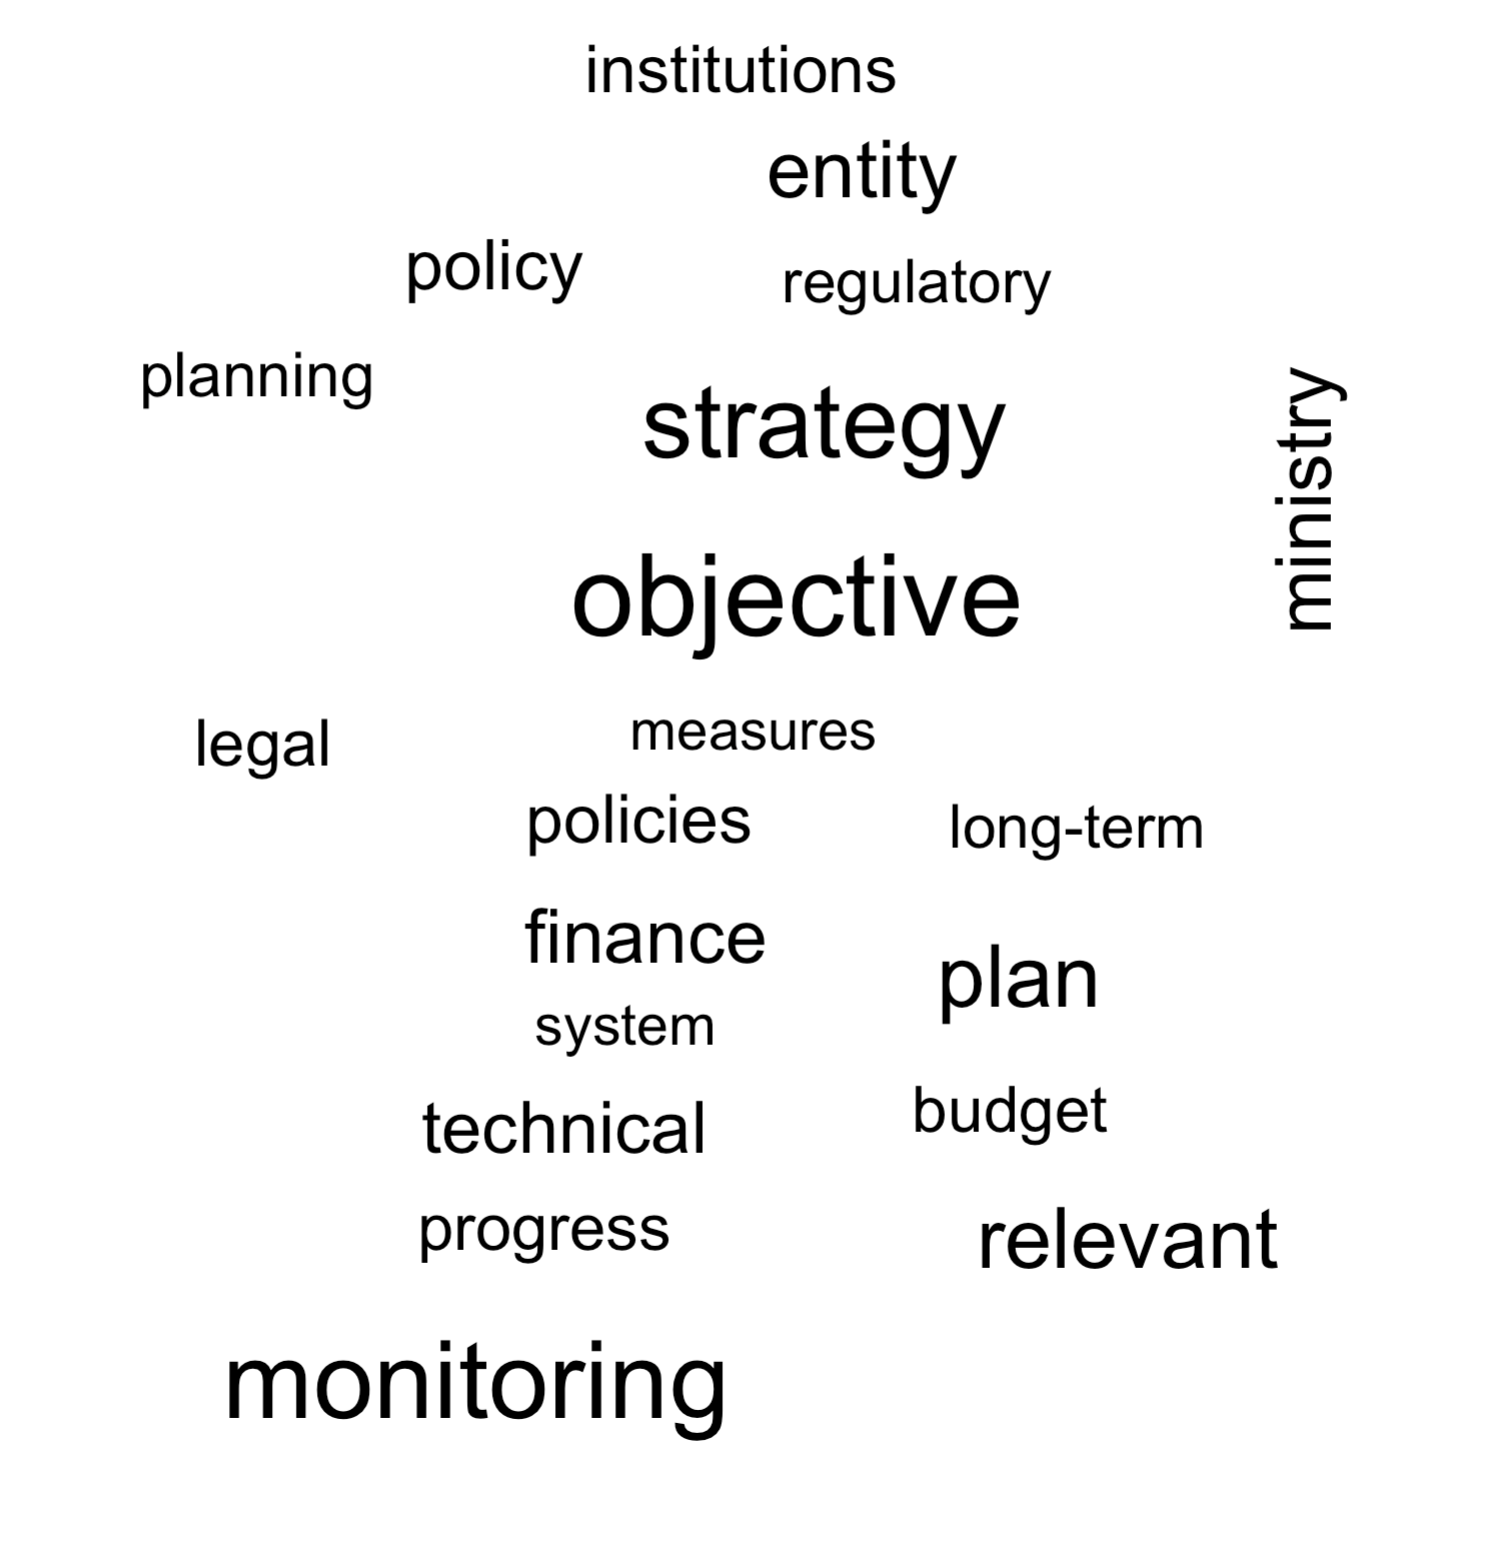 institutions
entity
policy
regulatory
planning
strategy
ministry
objective
legal
measures
policies
long-term
finance
plan
system
technical
budget
progress
relevant
monitoring